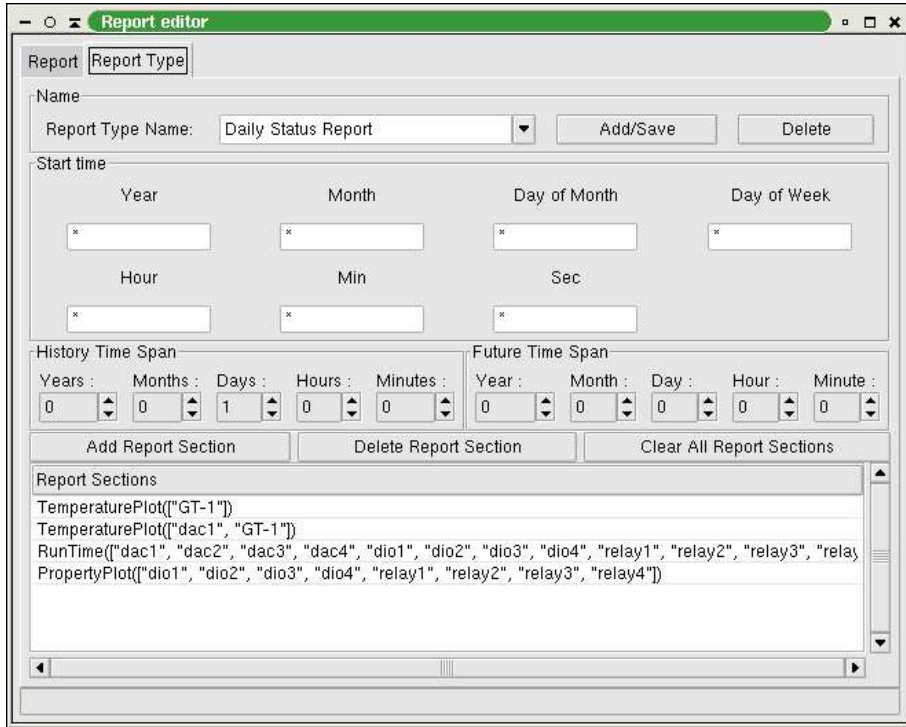 Report editor
Report Report Type
Name
Report Type Name: Daily Status Report Add/Save Delete
Start time
Year Month Day of Month Day of Week
* * * *
Hour Min Sec
* * *
History Time Span Future Time Span
Years : Months : Days : Hours : Minutes : Year : Month : Day : Hour : Minute :
0 0 1 0 0 0 0 0 0 0
Add Report Section Delete Report Section Clear All Report Sections
Report Sections
TemperaturePlot(["GT-1"])
TemperaturePlot(["dac1", "GT-1"])
RunTime(["dac1", "dac2", "dac3", "dac4", "dio1", "dio2", "dio3", "dio4", "relay1", "relay2", "relay3", "relay
PropertyPlot(["dio1", "dio2", "dio3", "dio4", "relay1", "relay2", "relay3", "relay4"])